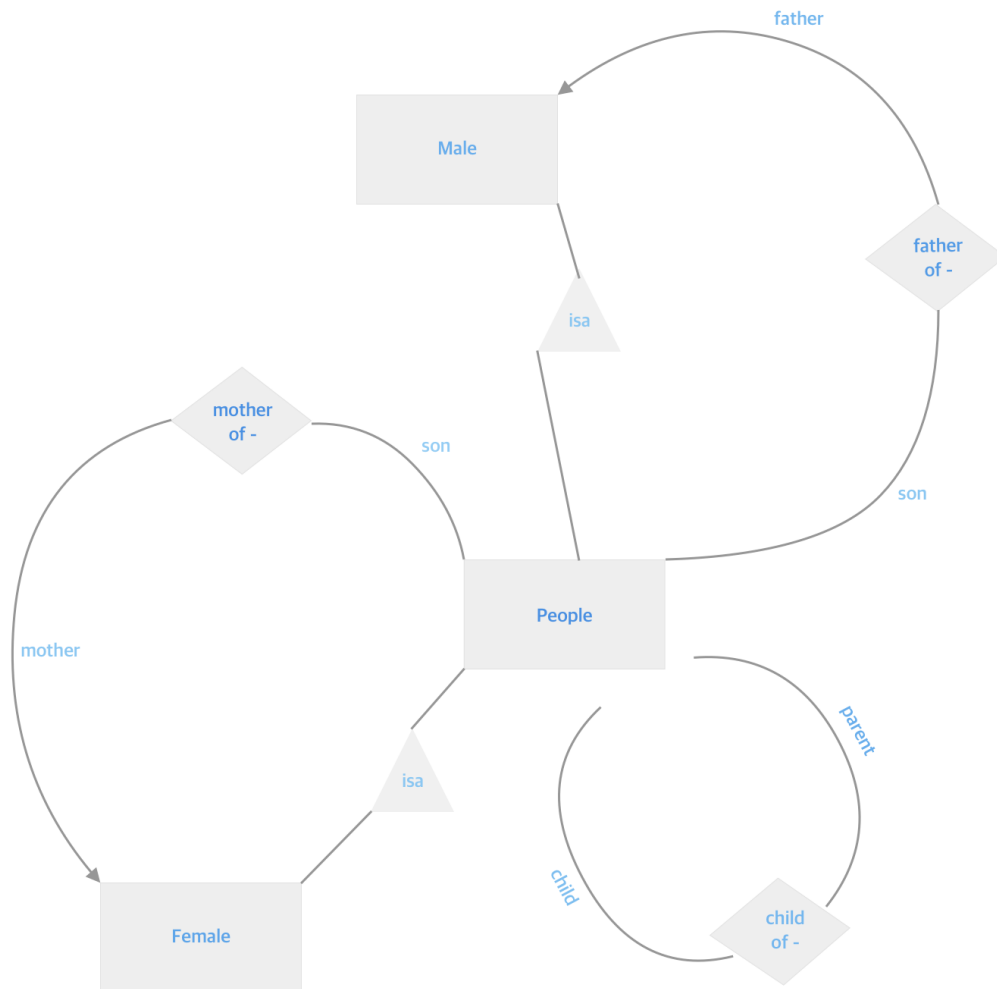 father
Male
father
of -
isa
mother
of -
son
son
People
mother
parent
isa
child
child
of -
Female